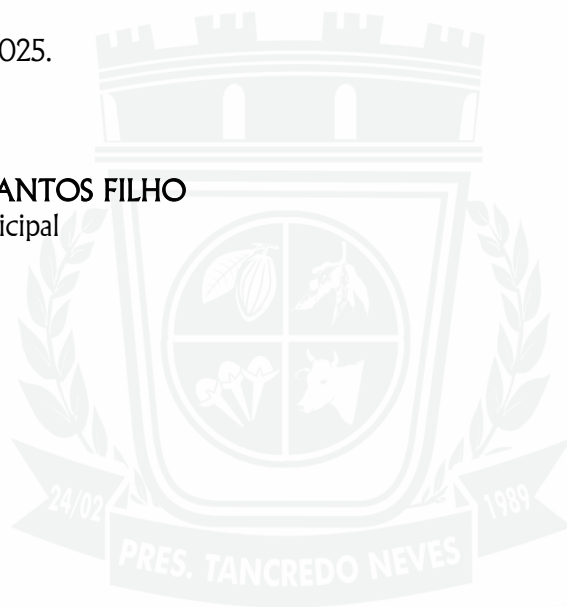 025.
ANTOS FILHO
icipal
24/02
1989
PRES. TANCREDO NEVES